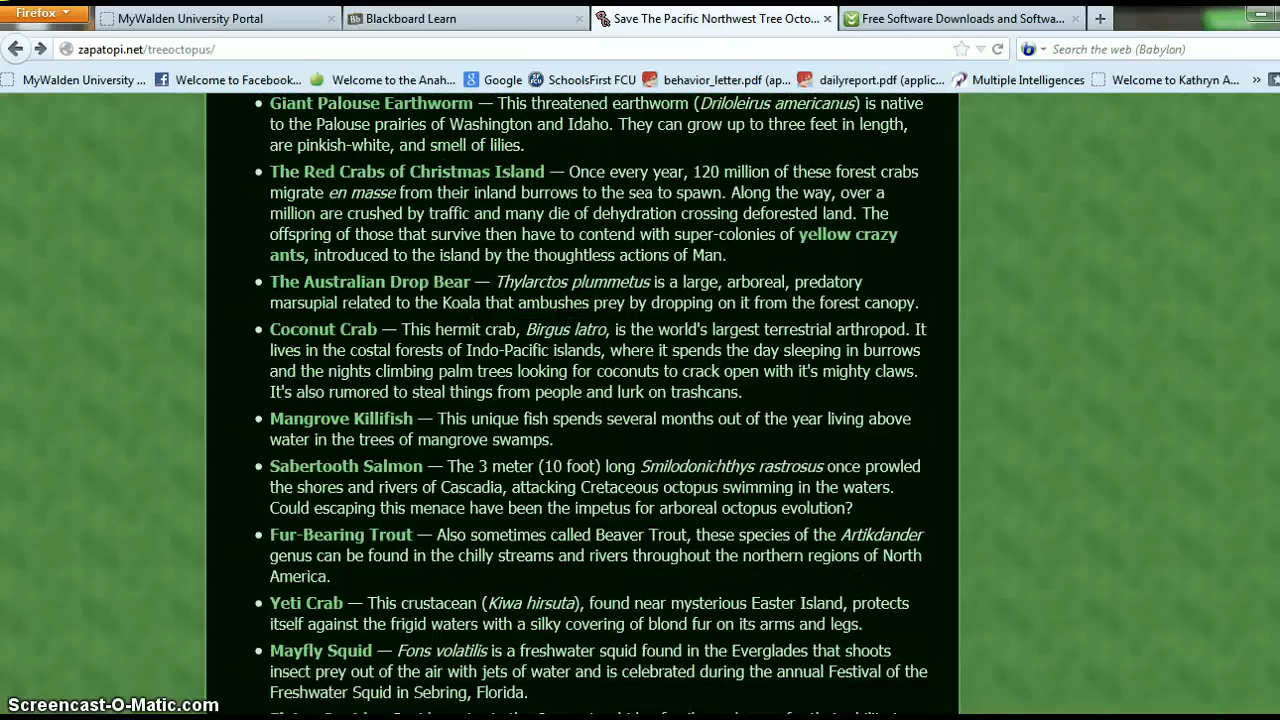 Firefox
MyWalden University Portal × Blackboard Learn × Save The Pacific Northwest Tree Octo... × Free Software Downloads and Softwa... × +
zapatopi.net/treeoctopus/ Search the web (Babylon)
MyWalden University ... Welcome to Facebook... Welcome to the Anah... Google SchoolsFirst FCU behavior_letter.pdf (ap... dailyreport.pdf (applic... Multiple Intelligences Welcome to Kathryn A... »
• Giant Palouse Earthworm — This threatened earthworm (Driloleirus americanus) is native
to the Palouse prairies of Washington and Idaho. They can grow up to three feet in length,
are pinkish-white, and smell of lilies.
• The Red Crabs of Christmas Island — Once every year, 120 million of these forest crabs
migrate en masse from their inland burrows to the sea to spawn. Along the way, over a
million are crushed by traffic and many die of dehydration crossing deforested land. The
offspring of those that survive then have to contend with super-colonies of yellow crazy
ants, introduced to the island by the thoughtless actions of Man.
• The Australian Drop Bear — Thylarctos plummetus is a large, arboreal, predatory
marsupial related to the Koala that ambushes prey by dropping on it from the forest canopy.
• Coconut Crab — This hermit crab, Birgus latro, is the world's largest terrestrial arthropod. It
lives in the costal forests of Indo-Pacific islands, where it spends the day sleeping in burrows
and the nights climbing palm trees looking for coconuts to crack open with it's mighty claws.
It's also rumored to steal things from people and lurk on trashcans.
• Mangrove Killifish — This unique fish spends several months out of the year living above
water in the trees of mangrove swamps.
• Sabertooth Salmon — The 3 meter (10 foot) long Smilodonichthys rastrosus once prowled
the shores and rivers of Cascadia, attacking Cretaceous octopus swimming in the waters.
Could escaping this menace have been the impetus for arboreal octopus evolution?
• Fur-Bearing Trout — Also sometimes called Beaver Trout, these species of the Artikdander
genus can be found in the chilly streams and rivers throughout the northern regions of North
America.
• Yeti Crab — This crustacean (Kiwa hirsuta), found near mysterious Easter Island, protects
itself against the frigid waters with a silky covering of blond fur on its arms and legs.
• Mayfly Squid — Fons volatilis is a freshwater squid found in the Everglades that shoots
insect prey out of the air with jets of water and is celebrated during the annual Festival of the
Freshwater Squid in Sebring, Florida.
Screencast-O-Matic.com